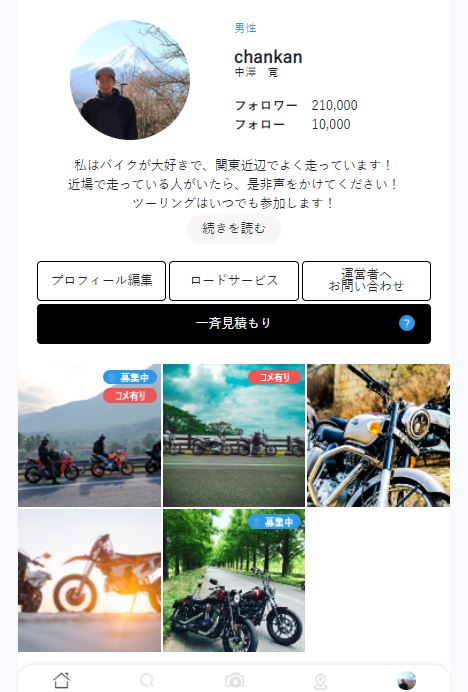 男性
chankan
中澤　寛
フォロワー　210,000
フォロー　10,000
私はバイクが大好きで、関東近辺でよく走っています！
近場で走っている人がいたら、是非声をかけてください！
ツーリングはいつでも参加します！
続きを読む
プロフィール編集
ロードサービス
運営者へ
お問い合わせ
一斉見積もり
?
募集中
コメ有り
コメ有り
募集中